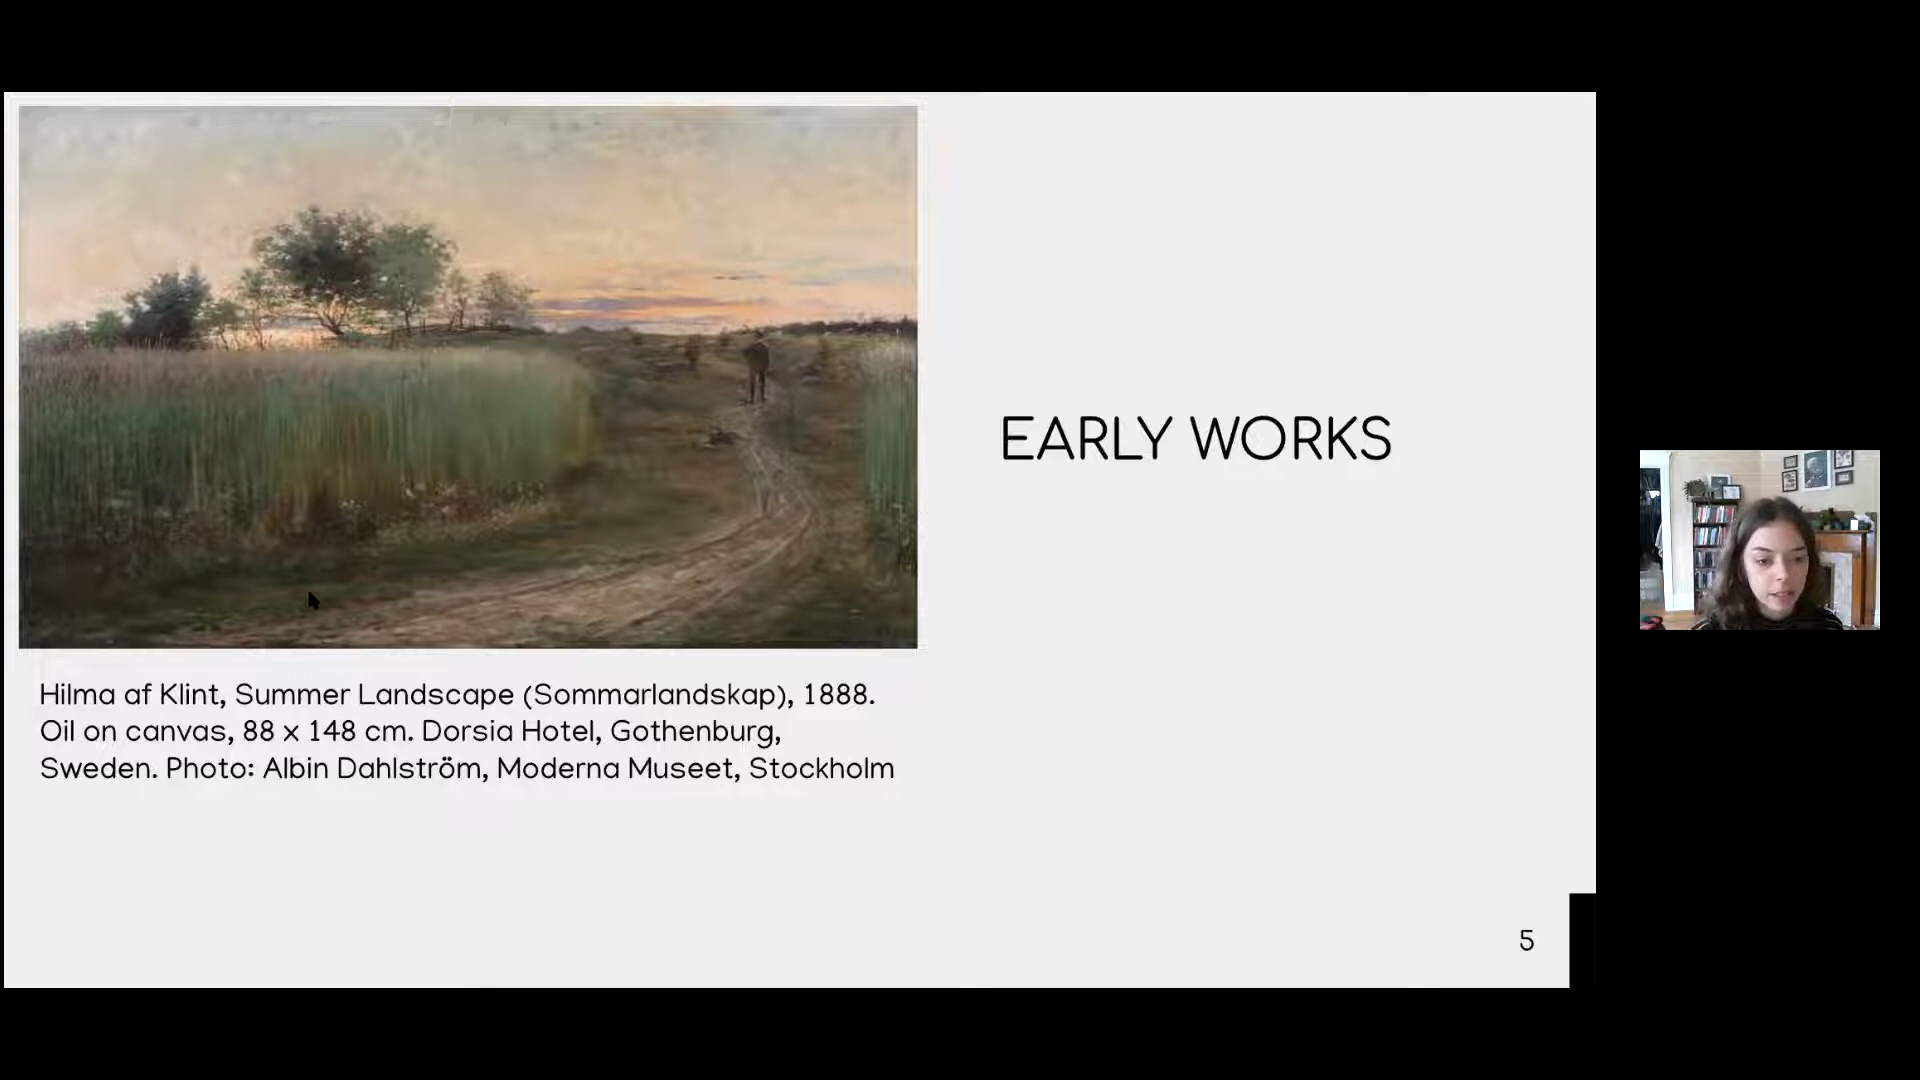 EARLY WORKS
Hilma af Klint, Summer Landscape (Sommarlandskap), 1888.
Oil on canvas, 88 x 148 cm. Dorsia Hotel, Gothenburg,
Sweden. Photo: Albin Dahlström, Moderna Museet, Stockholm
5